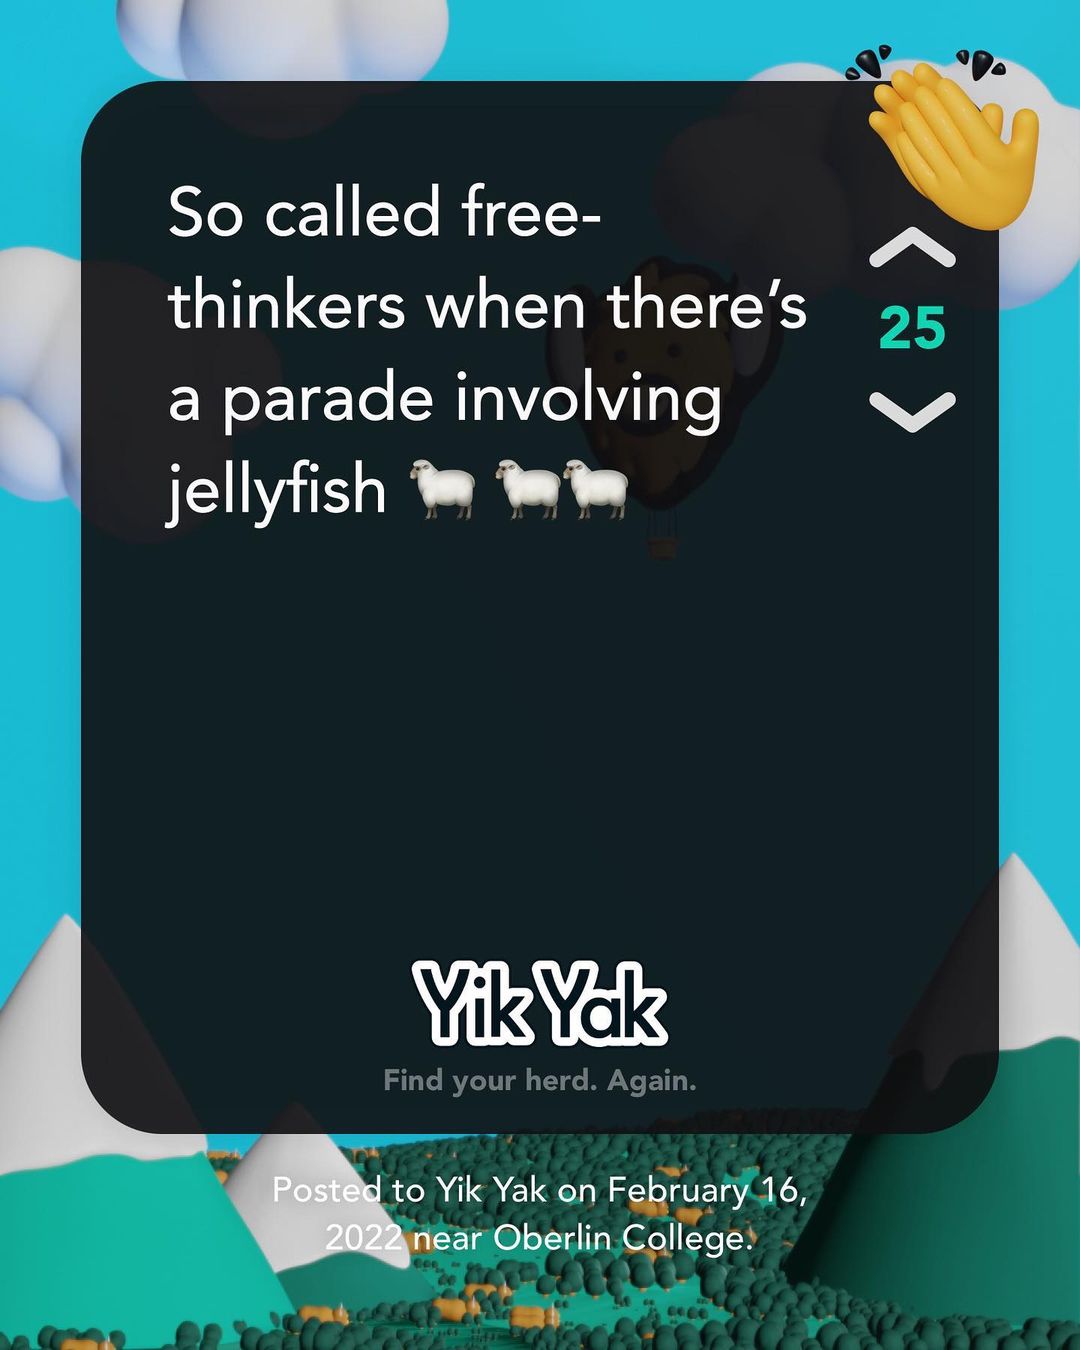 So called free-
thinkers when there’s
a parade involving
jellyfish 🐑 🐑🐑
25
Yik Yak
Find your herd. Again.
Posted to Yik Yak on February 16,
2022 near Oberlin College.